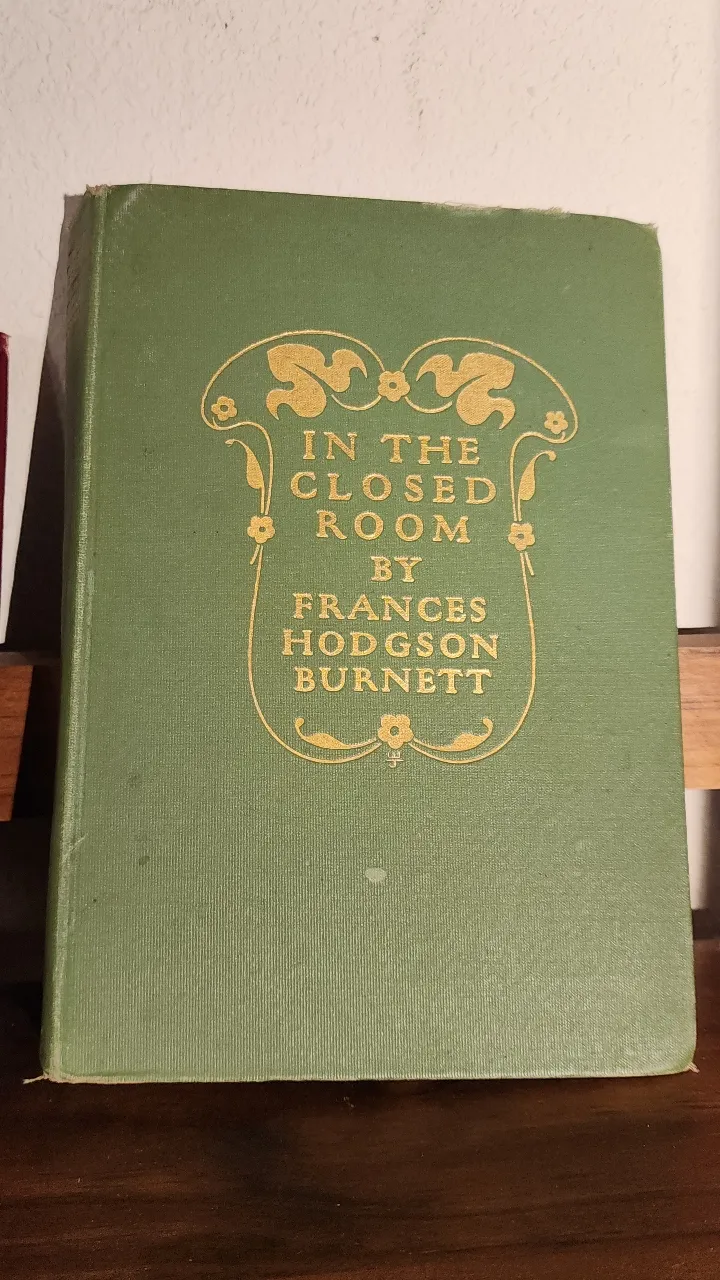 IN THE
CLOSED
ROOM
BY
FRANCES
HODGSON
BURNETT